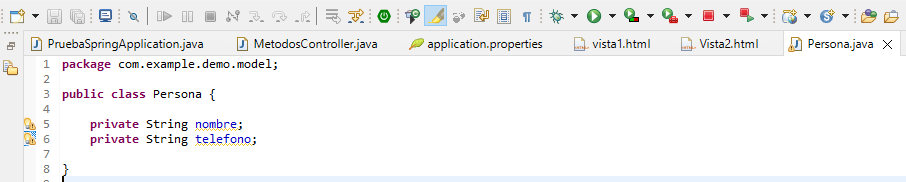 PruebaSpringApplication.java MetodosController.java application.properties vista1.html Vista2.html Persona.java
1 package com.example.demo.model;
2
3 public class Persona {
4
5 private String nombre;
6 private String telefono;
7
8 }